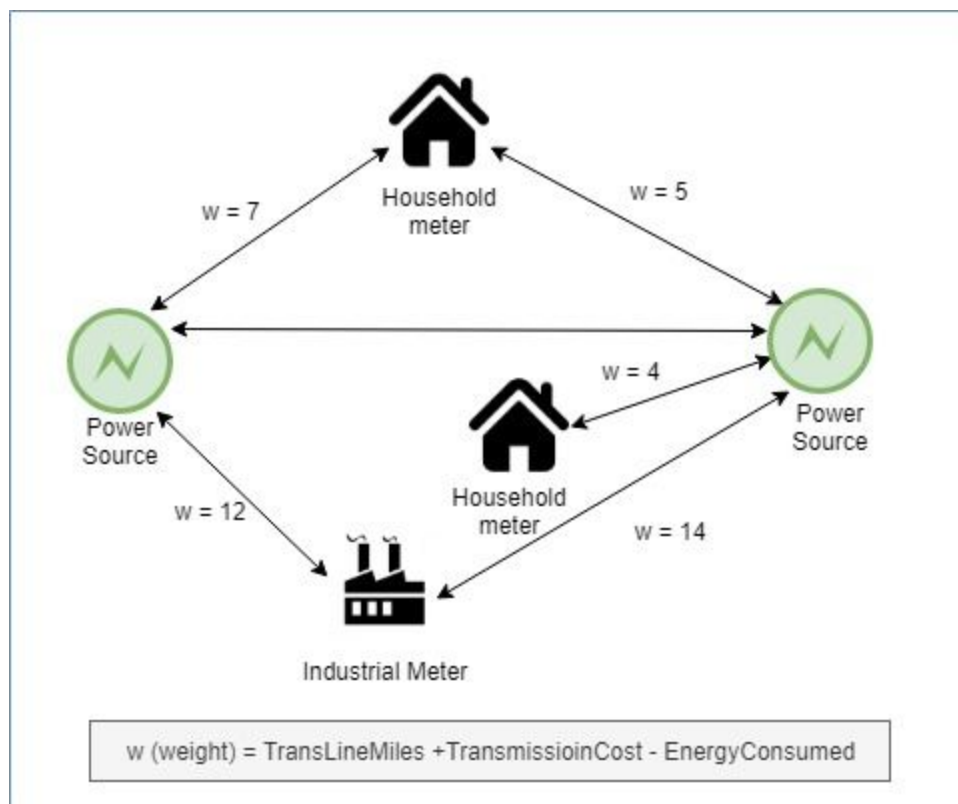 Household
meter
w = 7
w = 5
w = 4
Power
Source
Power
Source
Household
meter
w = 12
w = 14
Industrial Meter
w (weight) = TransLineMiles +TransmissioinCost - EnergyConsumed